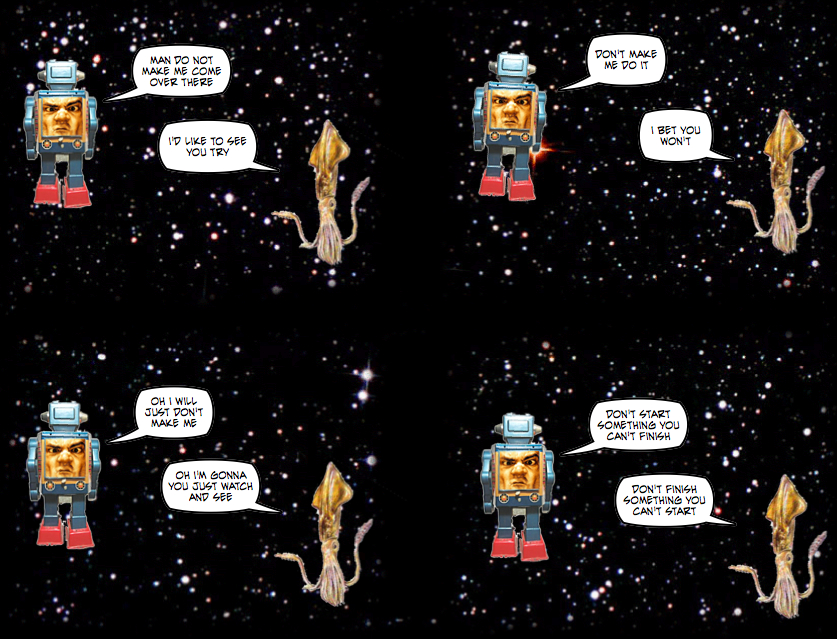 MAN DO NOT
MAKE ME COME
OVER THERE
I'D LIKE TO SEE
YOU TRY
DON'T MAKE
ME DO IT
I BET YOU
WON'T
OH I WILL
JUST DON'T
MAKE ME
OH I'M GONNA
YOU JUST WATCH
AND SEE
DON'T START
SOMETHING YOU
CAN'T FINISH
DON'T FINISH
SOMETHING YOU
CAN'T START